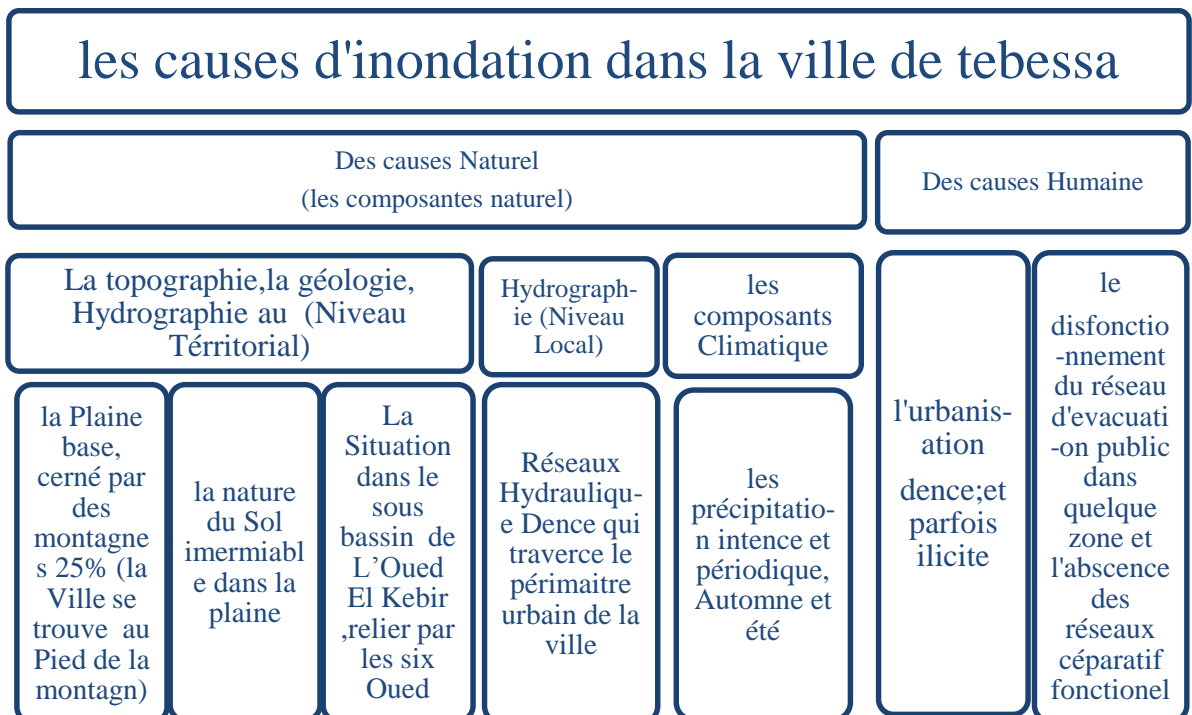 les causes d'inondation dans la ville de tebessa
Des causes Naturel
(les composantes naturel)
Des causes Humaine
La topographie,la géologie,
Hydrographie au (Niveau
Térritorial)
Hydrograph-
ie (Niveau
Local)
les
composants
Climatique
la Plaine
base,
cerné par
des
montagne
s 25% (la
Ville se
trouve au
Pied de la
montagn)
la nature
du Sol
imermiabl
e dans la
plaine
La
Situation
dans le
sous
bassin de
L’Oued
El Kebir
,relier par
les six
Oued
Réseaux
Hydrauliqu-
e Dence qui
traverce le
périmaitre
urbain de la
ville
les
précipitatio-
n intence et
périodique,
Automne et
été
l'urbanis-
ation
dence;et
parfois
ilicite
le
disfonctio
-nnement
du réseau
d'evacuati
-on public
dans
quelque
zone et
l'abscence
des
réseaux
céparatif
fonctionel